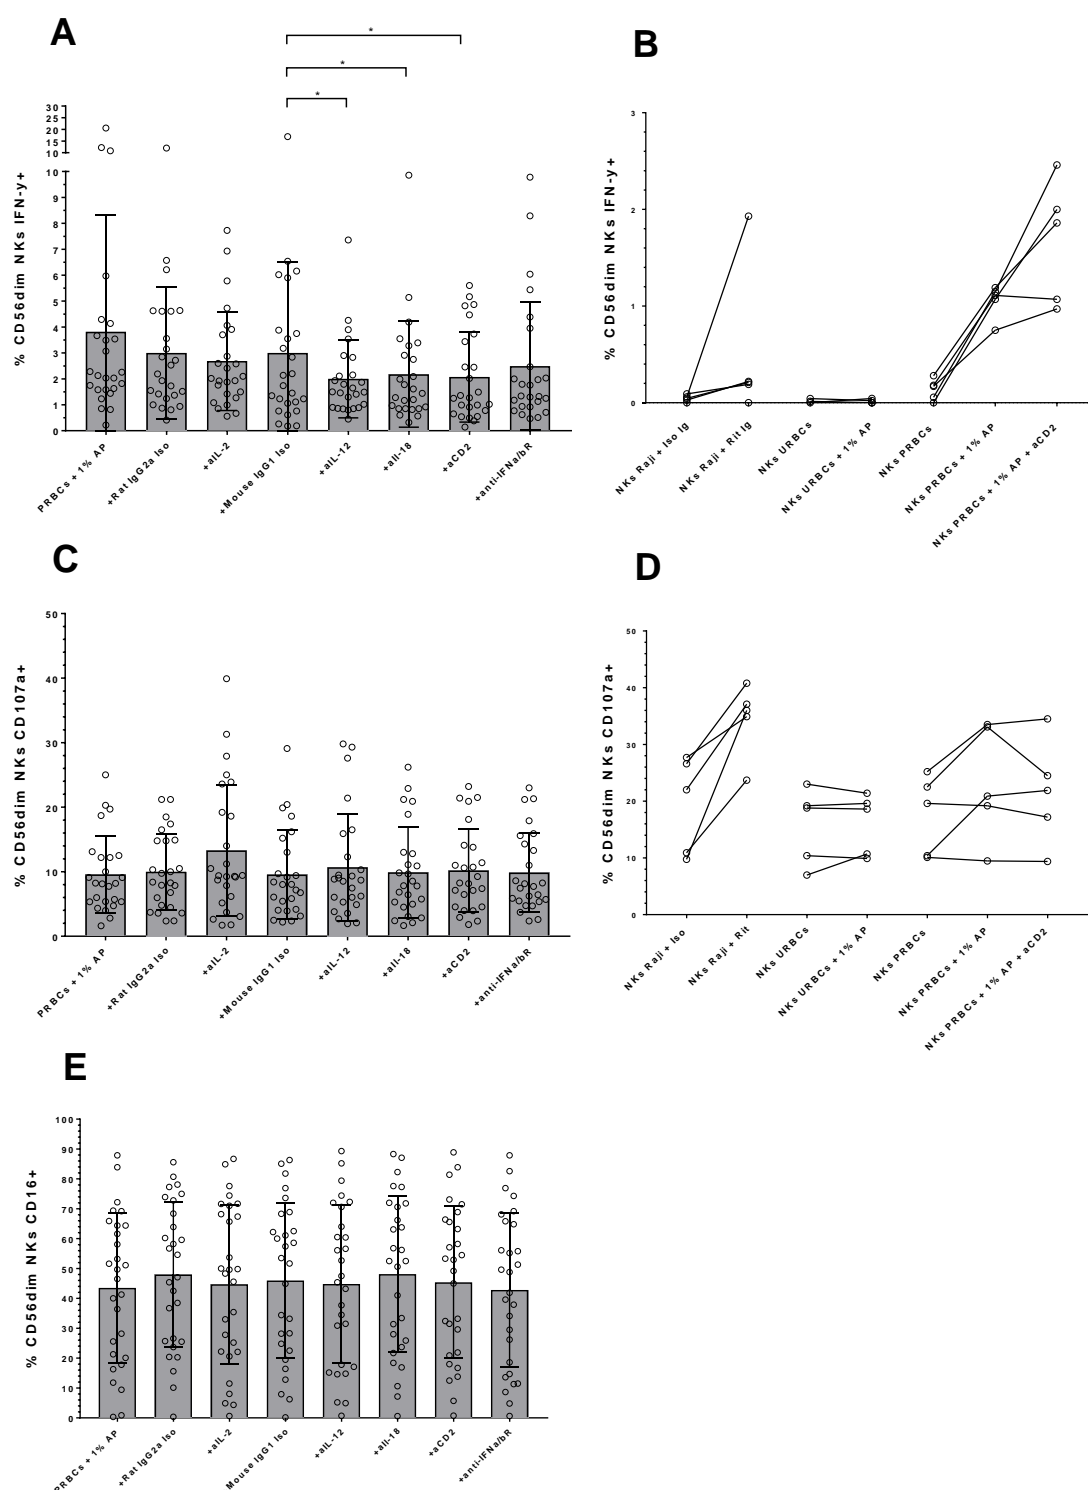 A
*
*
*
% CD56dim NKs IFN-y+
30
25
20
15
10
10
9
8
7
6
5
4
3
2
1
0
PRBCs + 1% AP
+Rat IgG2a Iso
+aIL-2
+Mouse IgG1 Iso
+aIL-12
+aIl-18
+aCD2
+anti-IFNa/bR
B
% CD56dim NKs IFN-y+
3
2
1
0
NKs Raji + Iso Ig
NKs Raji + Rit Ig
NKs URBCs
NKs URBCs + 1% AP
NKs PRBCs
NKs PRBCs + 1% AP
NKs PRBCs + 1% AP + aCD2
C
% CD56dim NKs CD107a+
50
40
30
20
10
0
PRBCs + 1% AP
+Rat IgG2a Iso
+aIL-2
+Mouse IgG1 Iso
+aIL-12
+aIl-18
+aCD2
+anti-IFNa/bR
D
% CD56dim NKs CD107a+
50
40
30
20
10
0
NKs Raji + Iso
NKs Raji + Rit
NKs URBCs
NKs URBCs + 1% AP
NKs PRBCs
NKs PRBCs + 1% AP
NKs PRBCs + 1% AP + aCD2
E
% CD56dim NKs CD16+
100
90
80
70
60
50
40
30
20
10
0
PRBCs + 1% AP
+Rat IgG2a Iso
+aIL-2
Mouse IgG1 Iso
+aIL-12
+aIl-18
+aCD2
+anti-IFNa/bR